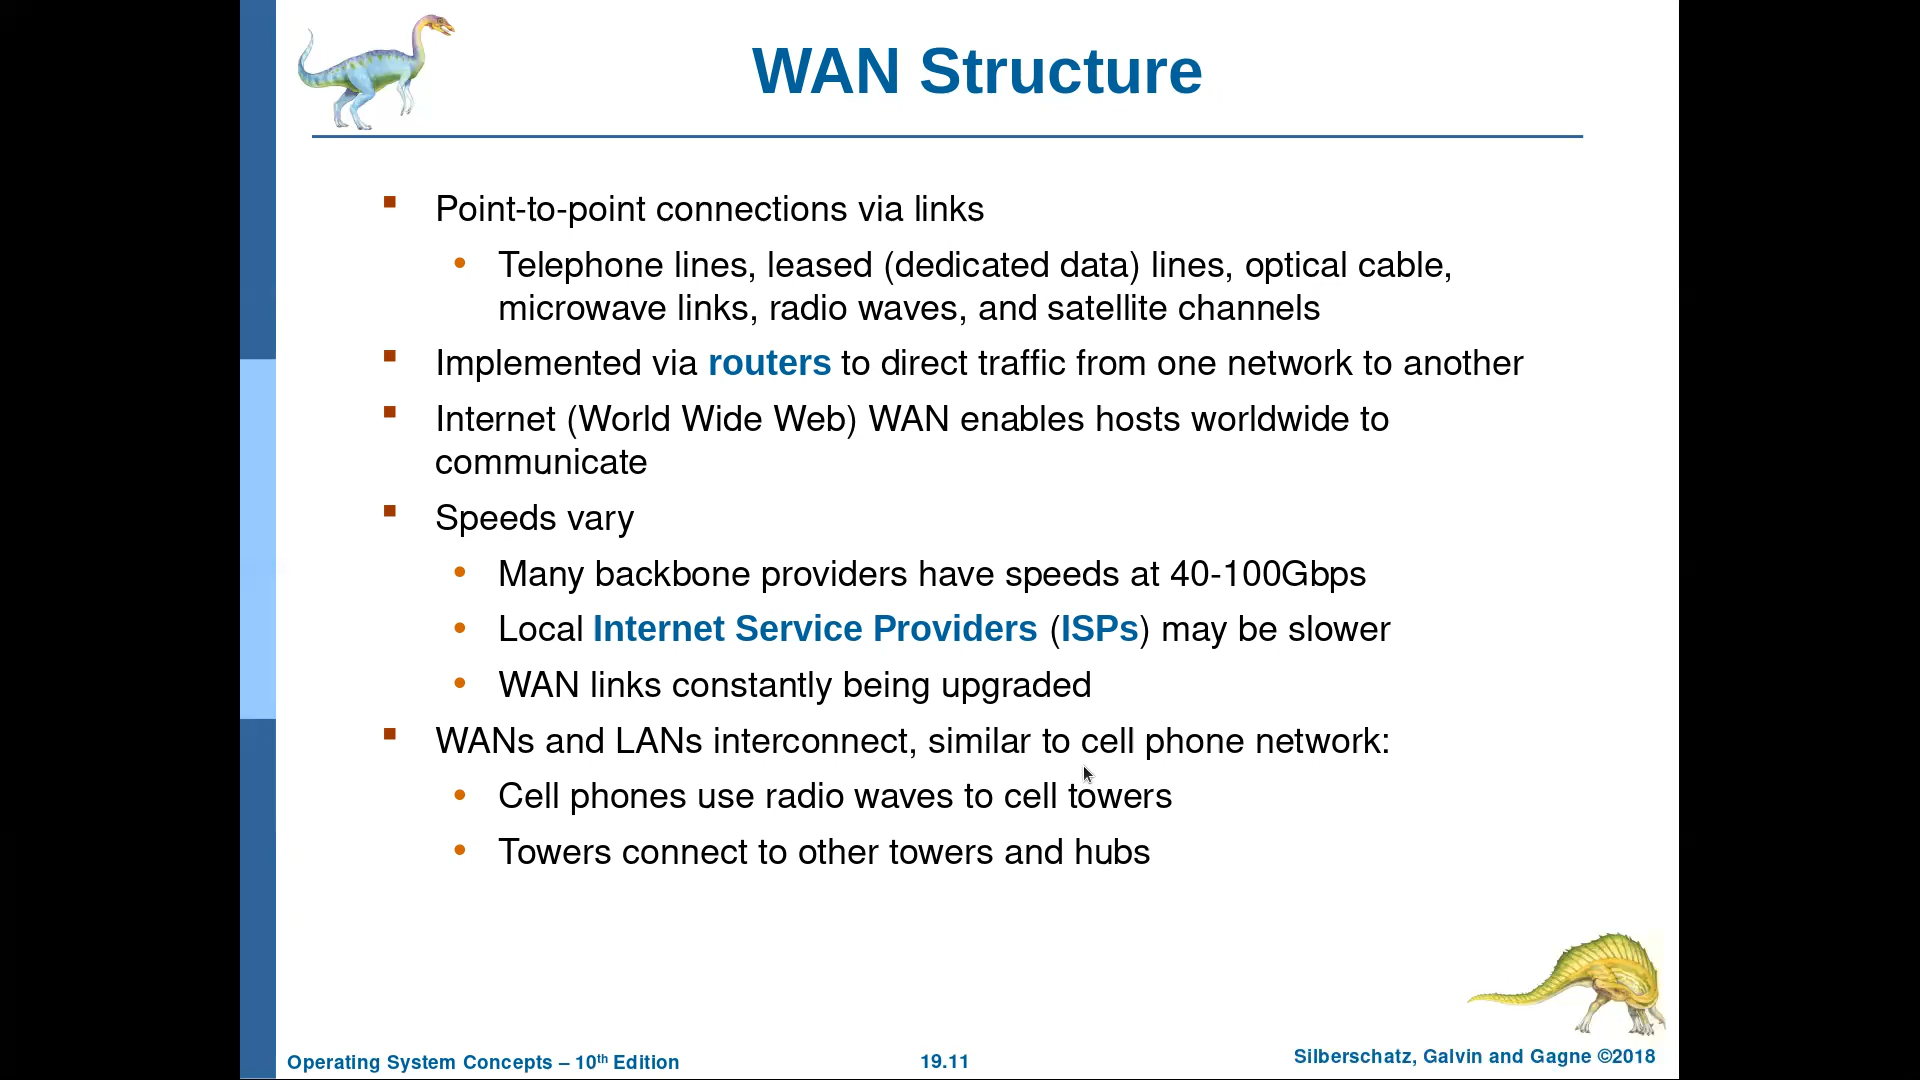 WAN Structure
Point-to-point connections via links
Telephone lines, leased (dedicated data) lines, optical cable,
microwave links, radio waves, and satellite channels
Implemented via routers to direct traffic from one network to another
Internet (World Wide Web) WAN enables hosts worldwide to
communicate
Speeds vary
Many backbone providers have speeds at 40-100Gbps
Local Internet Service Providers (ISPs) may be slower
WAN links constantly being upgraded
WANs and LANs interconnect, similar to cell phone network:
Cell phones use radio waves to cell towers
Towers connect to other towers and hubs
Operating System Concepts – 10th Edition
19.11
Silberschatz, Galvin and Gagne ©2018